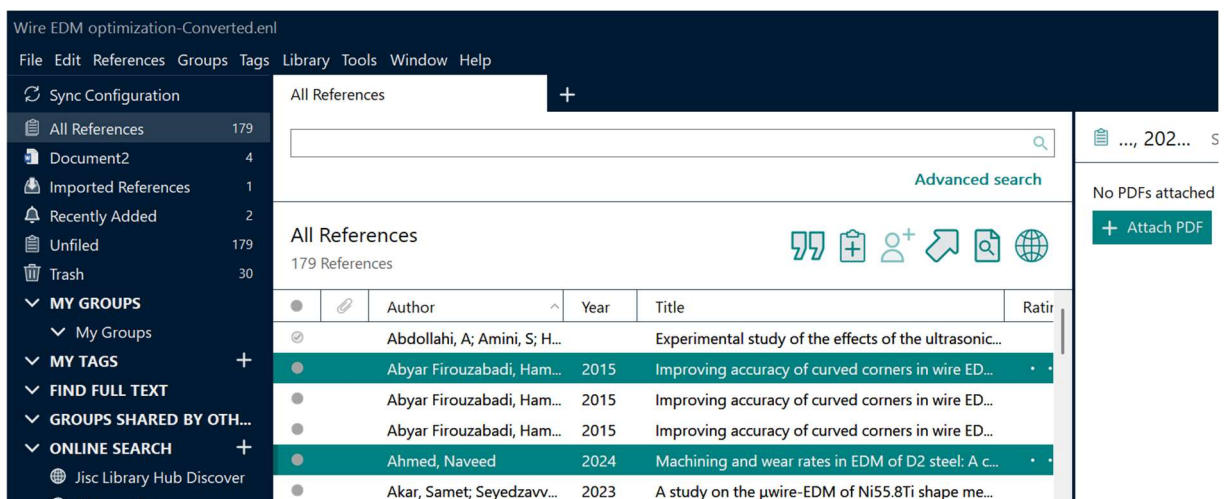 Wire EDM optimization-Converted.enl
File Edit References Groups Tags Library Tools Window Help
Sync Configuration
All References 179
Document2 4
Imported References 1
Recently Added 2
Unfiled 179
Trash 30
MY GROUPS
My Groups
MY TAGS +
FIND FULL TEXT
GROUPS SHARED BY OTH...
ONLINE SEARCH +
Jisc Library Hub Discover
All References +
Advanced search
All References
179 References
Author Year Title Ratir
Abdollahi, A; Amini, S; H... Experimental study of the effects of the ultrasonic...
Abyar Firouzabadi, Ham... 2015 Improving accuracy of curved corners in wire ED...
Abyar Firouzabadi, Ham... 2015 Improving accuracy of curved corners in wire ED...
Abyar Firouzabadi, Ham... 2015 Improving accuracy of curved corners in wire ED...
Ahmed, Naveed 2024 Machining and wear rates in EDM of D2 steel: A c...
Akar, Samet; Seyedzavv... 2023 A study on the μwire-EDM of Ni55.8Ti shape me...
..., 202... S
No PDFs attached
+ Attach PDF